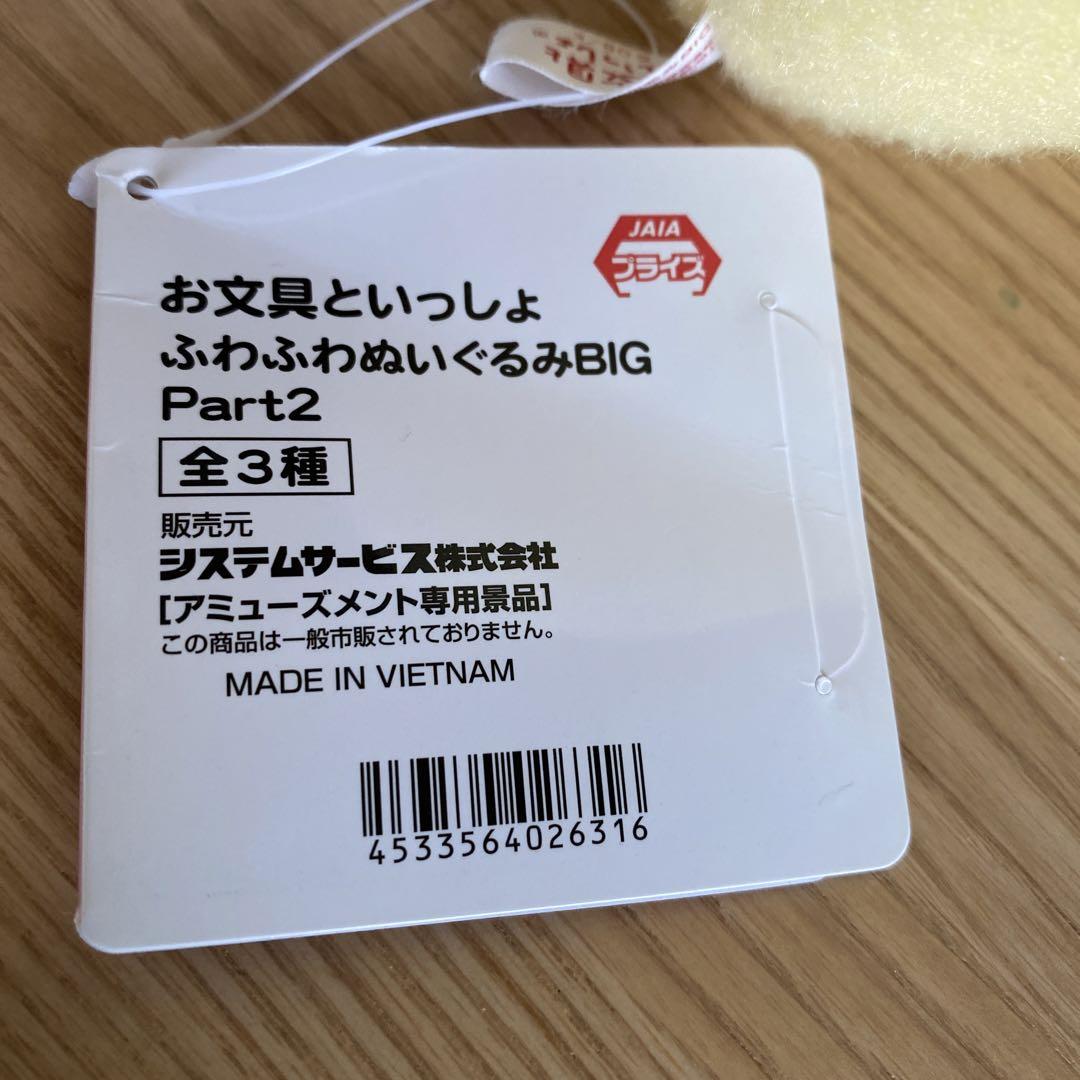 JAIA
プライズ
お文具といっしょ
ふわふわぬいぐるみBIG
Part2
全3種
販売元
システムサービス株式会社
[アミューズメント専用景品]
この商品は一般市販されておりません。
MADE IN VIETNAM
4533564026316